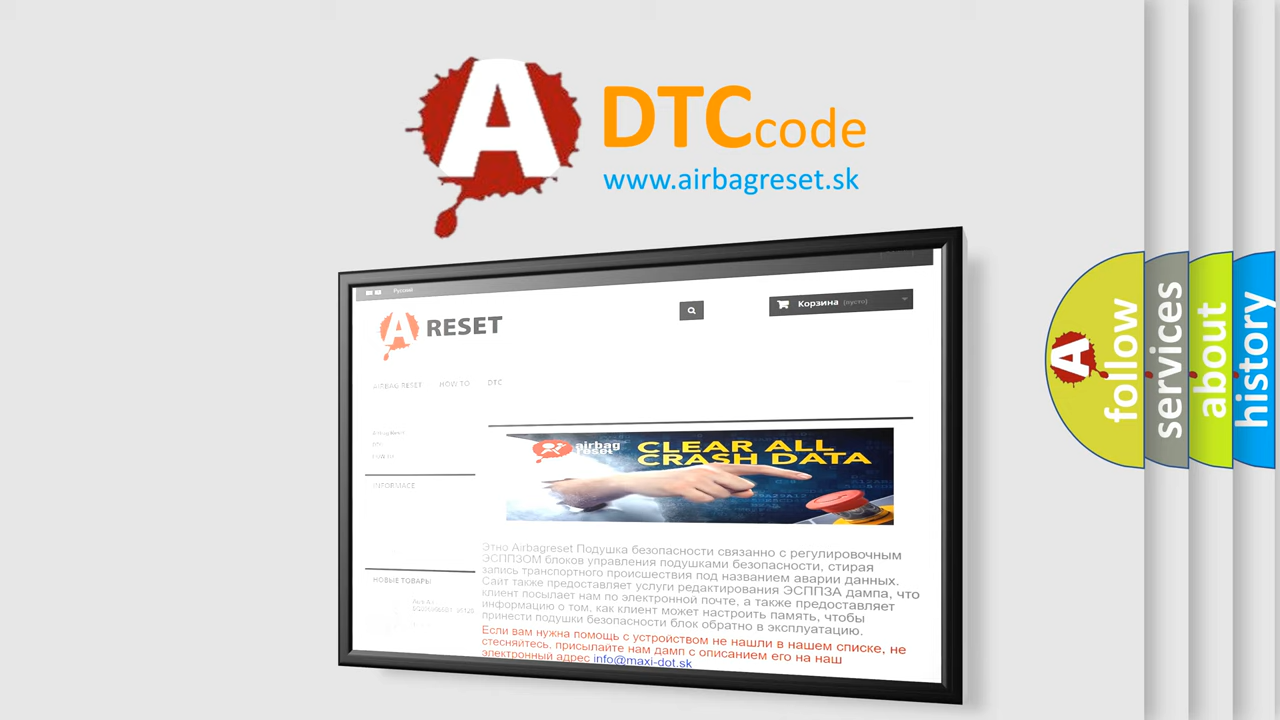 A DTC code
www.airbagreset.sk
Русский
Корзина (пусто)
A RESET
AIRBAG RESET HOW TO DTC
INFORMACE
airbag reset
CLEAR ALL
CRASH DATA
Этно Airbagreset Подушка безопасности связанно с регулировочным
ЭСППЗОМ блоков управления подушками безопасности, стирая
запись транспортного происшествия под названием аварии данных.
Сайт также предоставляет услуги редактирования ЭСППЗА дампа, что
клиент посылает нам по электронной почте, а также предоставляет
информацию о том, как клиент может настроить память, чтобы
принести подушки безопасности блок обратно в эксплуатацию.
Если вам нужна помощь с устройством не нашли в нашем списке, не
стесняйтесь, присылайте нам дамп с описанием его на наш
электронный адрес info@maxi-dot.sk
НОВЫЕ ТОВАРЫ
A follow
services
about
history